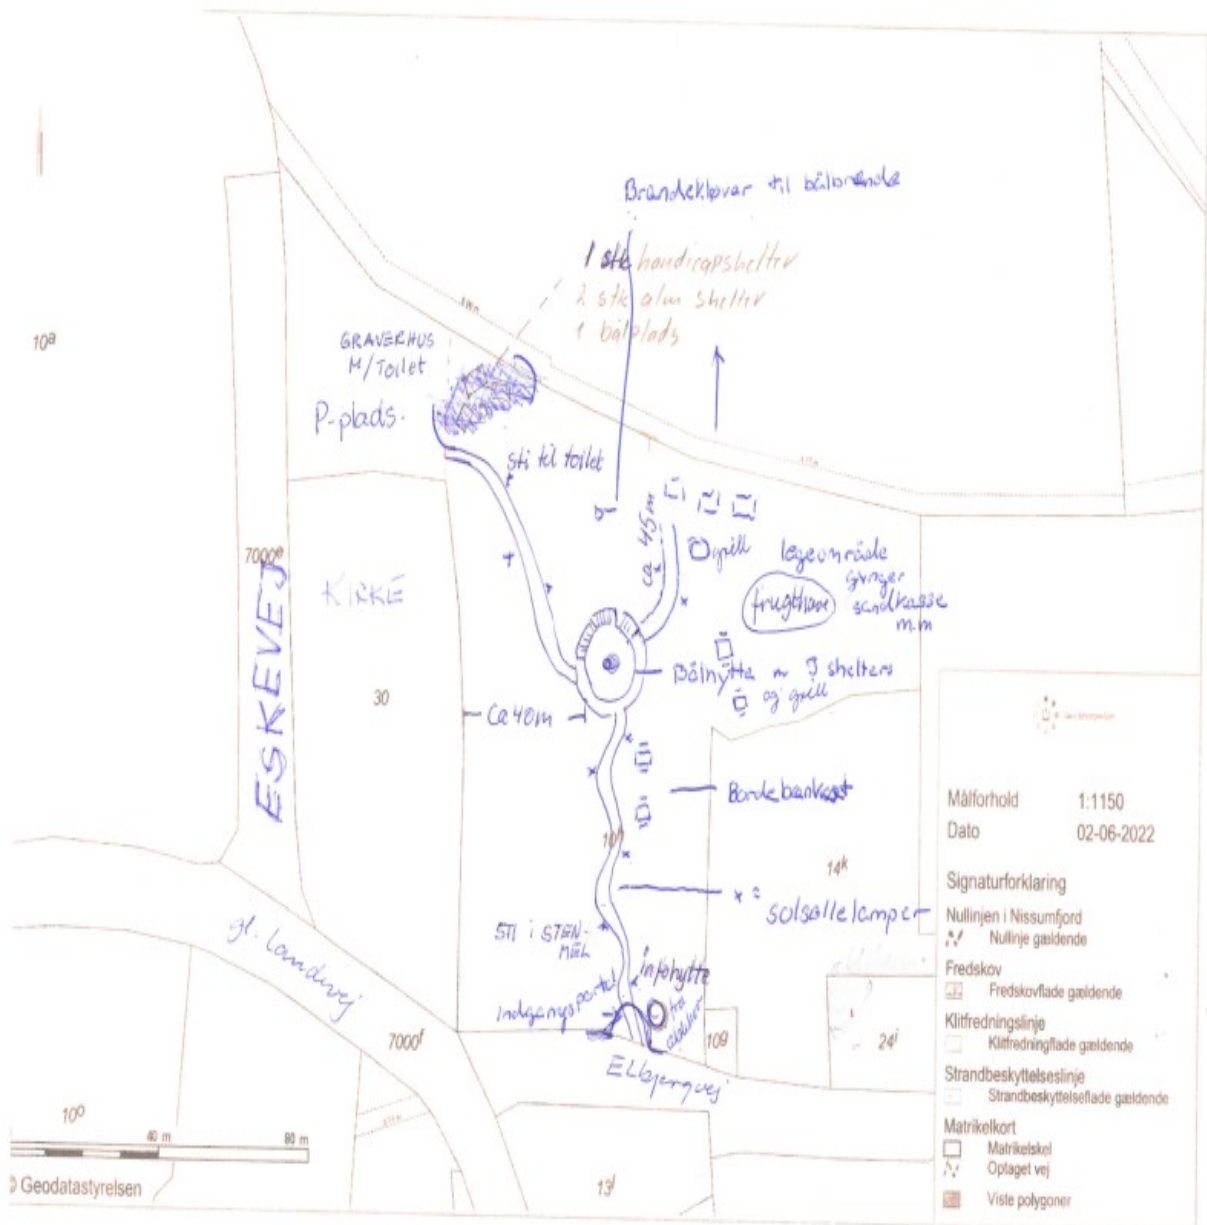 Brandekløver til bålbrænde
1 stk handicapshelter
2 stk alm shelter
1 bålplads
10a
GRAVERHUS
M/Toilet
P-plads.
sti til toilet
ca 45m
grill
legeområde
gynger
sandkasse
m.m
frugthave
7000e
ESKEVEJ
KIRKE
30
Bålhytte m 3 shelters
og grill
Ca 40m
Bordebænkesæt
10h
14k
x =
solcellelamper
STI i STEN-
MEL
infohytte
Indgangsportal
gl. Landevej
7000f
109
24i
ELbjergvej
10o
40 m
80 m
© Geodatastyrelsen
13l
Geodatastyrelsen
Målforhold 1:1150
Dato 02-06-2022
Signaturforklaring
Nullinjen i Nissumfjord
Nullinje gældende
Fredskov
Fredskovflade gældende
Klitfredningslinje
Klitfredningflade gældende
Strandbeskyttelseslinje
Strandbeskyttelseflade gældende
Matrikelkort
Matrikelskel
Optaget vej
Viste polygoner